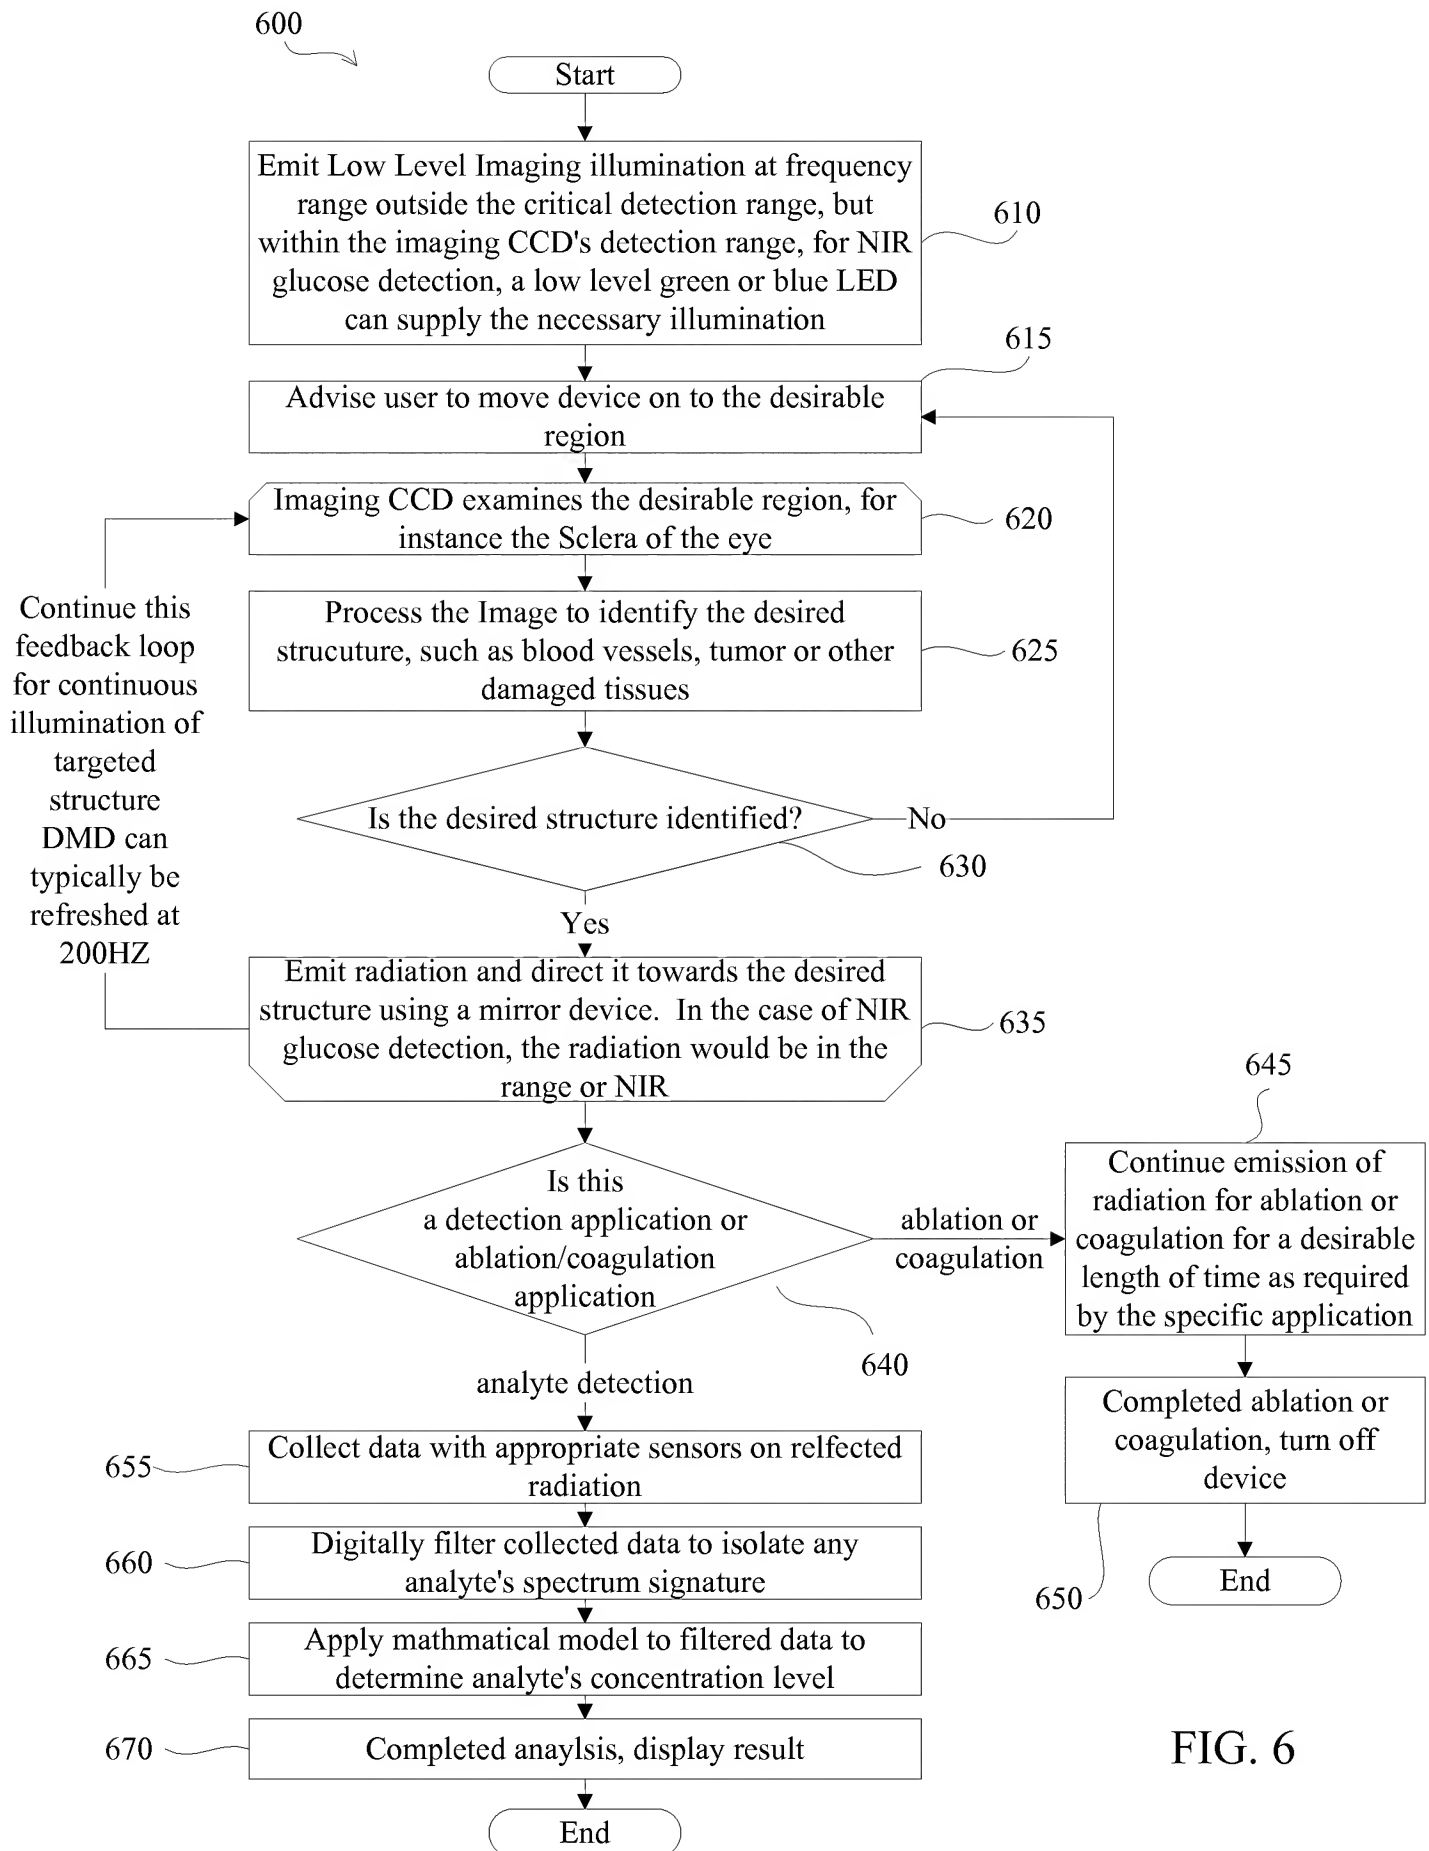 600
Start
Emit Low Level Imaging illumination at frequency
range outside the critical detection range, but
within the imaging CCD's detection range, for NIR
glucose detection, a low level green or blue LED
can supply the necessary illumination
610
615
Advise user to move device on to the desirable
region
Imaging CCD examines the desirable region, for
instance the Sclera of the eye
620
Continue this
feedback loop
for continuous
illumination of
targeted
structure
DMD can
typically be
refreshed at
200HZ
Process the Image to identify the desired
strucuture, such as blood vessels, tumor or other
damaged tissues
625
Is the desired structure identified?
No
630
Yes
Emit radiation and direct it towards the desired
structure using a mirror device. In the case of NIR
glucose detection, the radiation would be in the
range or NIR
635
Is this
a detection application or
ablation/coagulation
application
640
ablation or
coagulation
645
Continue emission of
radiation for ablation or
coagulation for a desirable
length of time as required
by the specific application
Completed ablation or
coagulation, turn off
device
650
End
analyte detection
655
Collect data with appropriate sensors on relfected
radiation
660
Digitally filter collected data to isolate any
analyte's spectrum signature
665
Apply mathmatical model to filtered data to
determine analyte's concentration level
670
Completed anaylsis, display result
End
FIG. 6